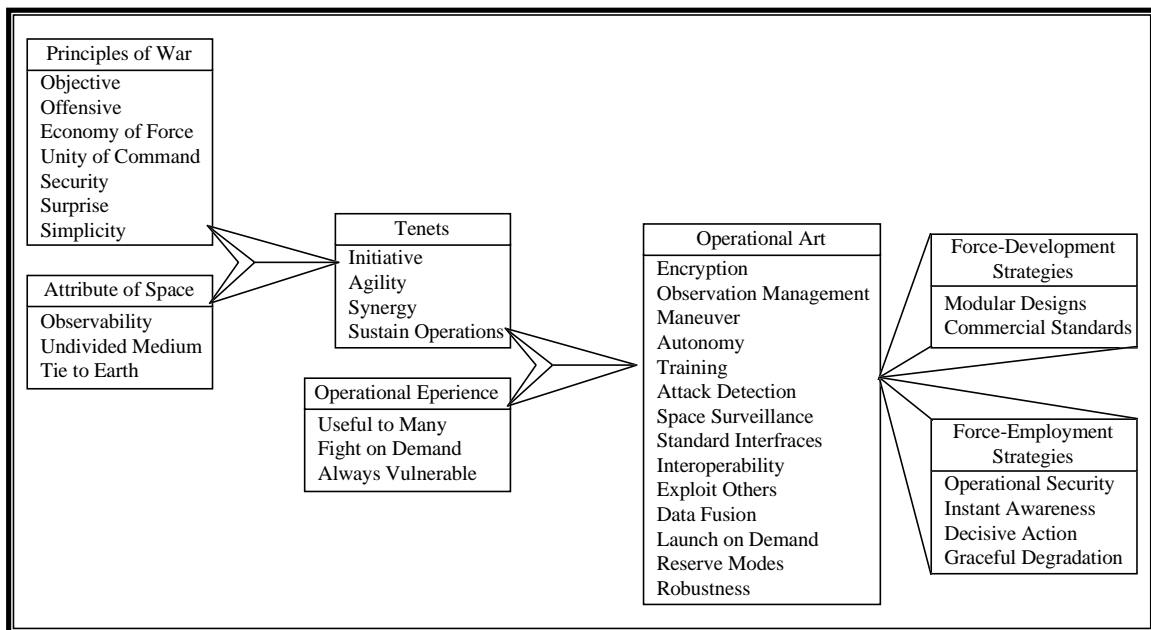 Principles of War
Objective
Offensive
Economy of Force
Unity of Command
Security
Surprise
Simplicity
Attribute of Space
Observability
Undivided Medium
Tie to Earth
Tenets
Initiative
Agility
Synergy
Sustain Operations
Operational Eperience
Useful to Many
Fight on Demand
Always Vulnerable
Operational Art
Encryption
Observation Management
Maneuver
Autonomy
Training
Attack Detection
Space Surveillance
Standard Interfraces
Interoperability
Exploit Others
Data Fusion
Launch on Demand
Reserve Modes
Robustness
Force-Development
Strategies
Modular Designs
Commercial Standards
Force-Employment
Strategies
Operational Security
Instant Awareness
Decisive Action
Graceful Degradation